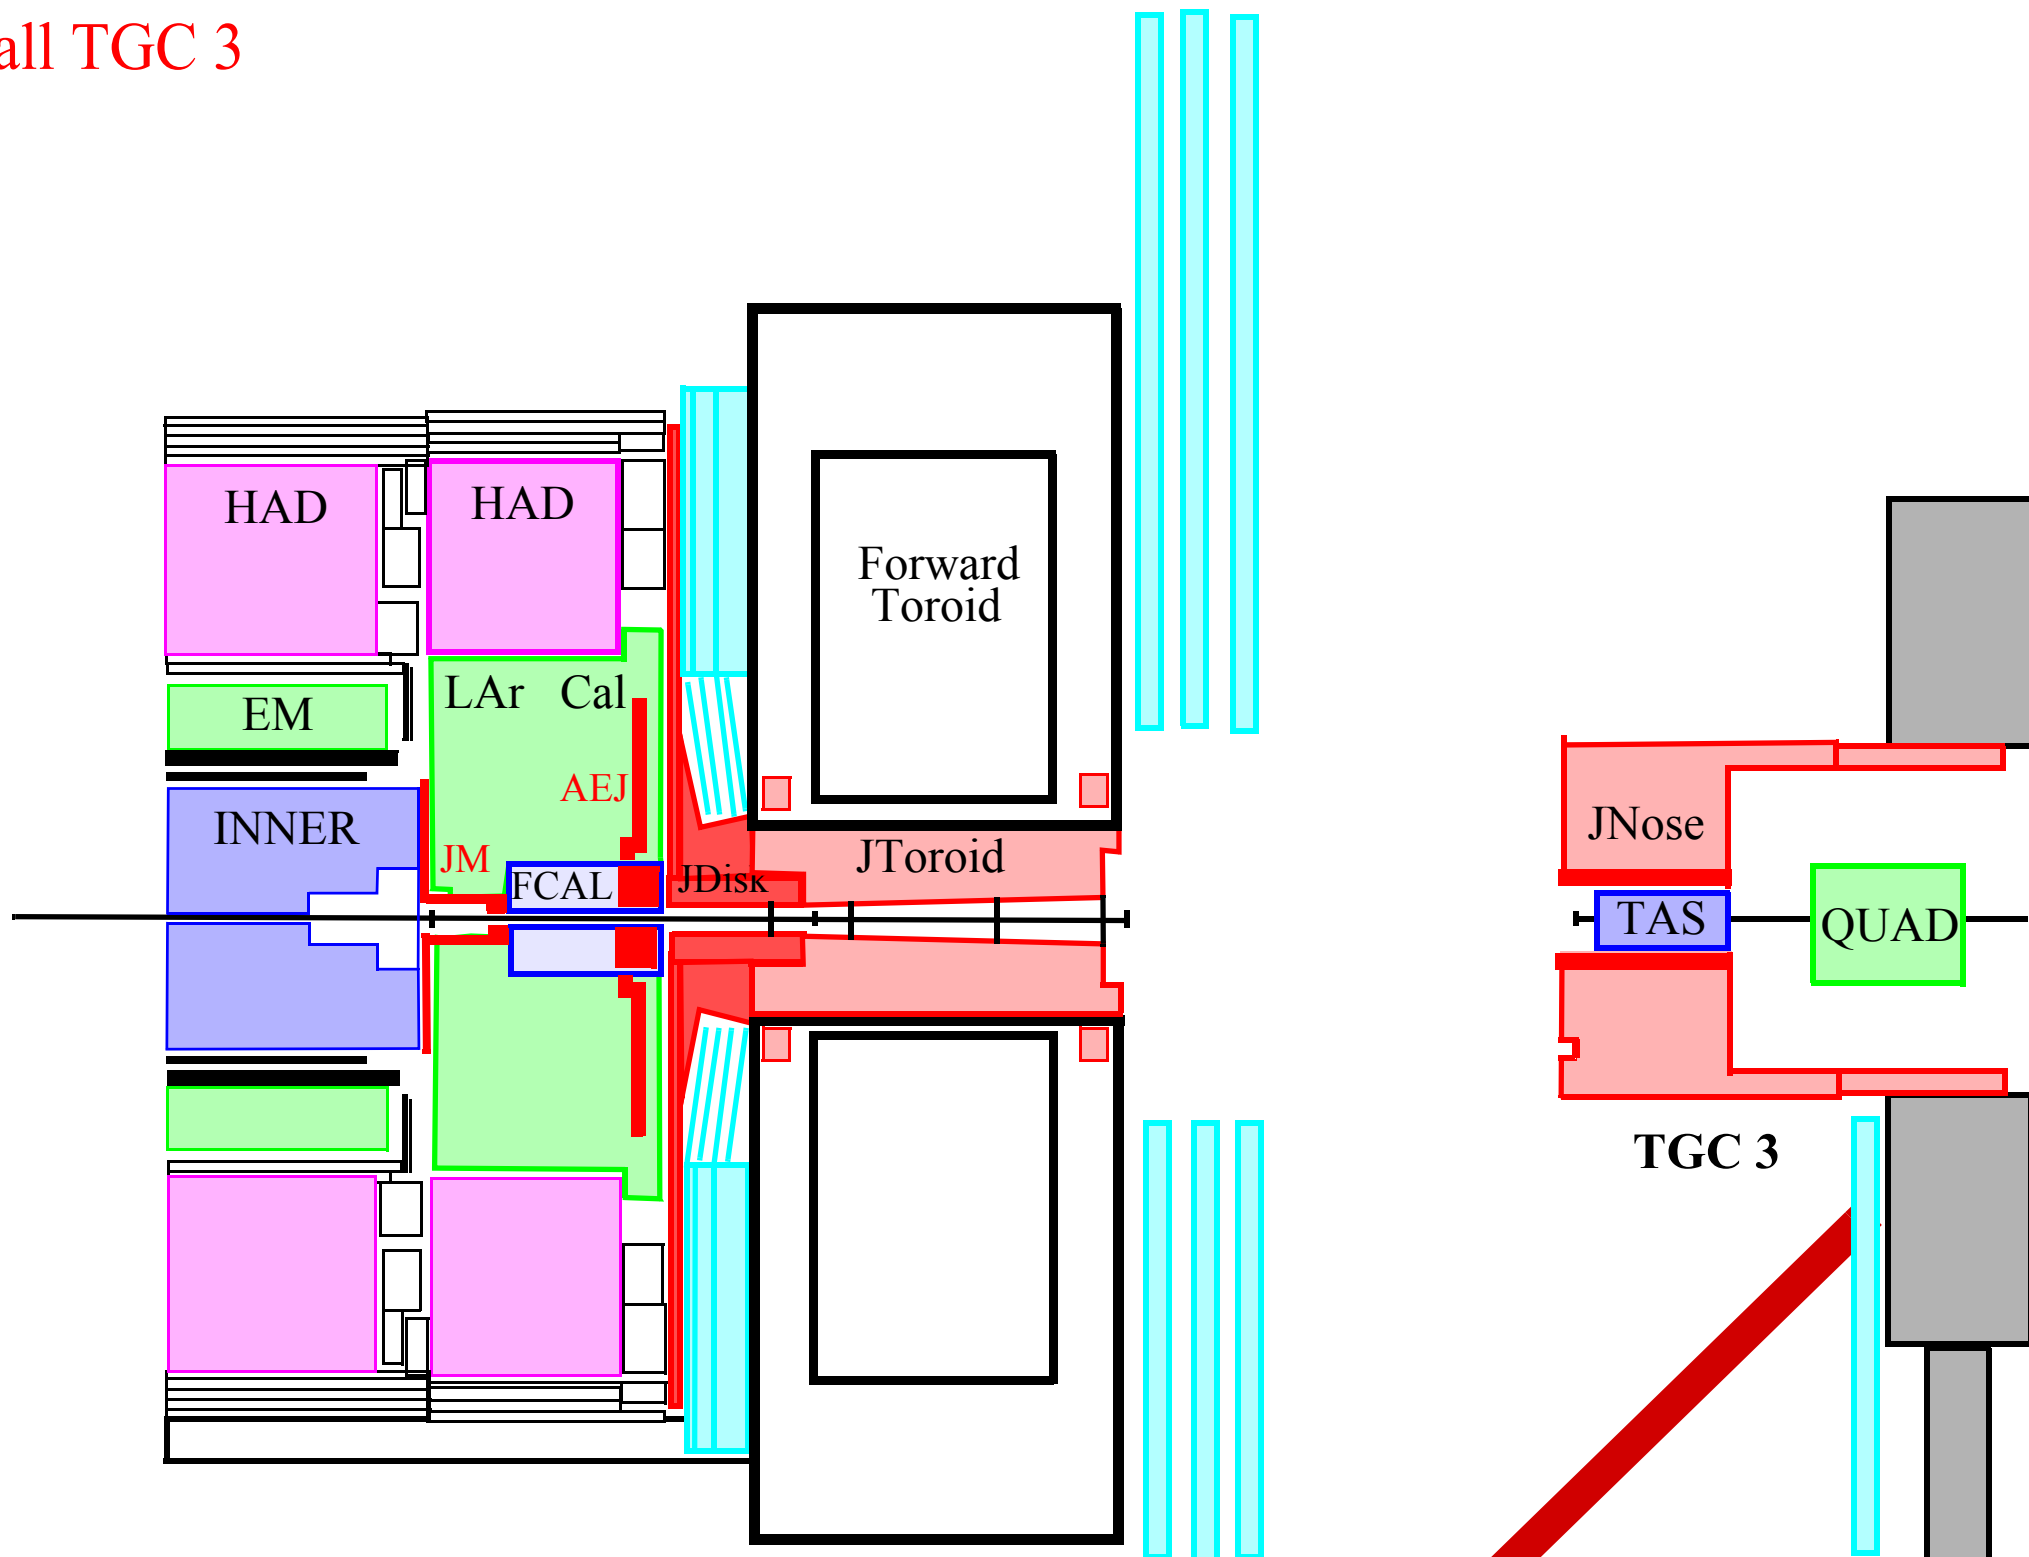 all TGC 3
HAD HAD
Forward
Toroid
LAr Cal
EM
AEJ
INNER
JM
JNose
JToroid
FCAL
JDisk
TAS
QUAD
TGC 3